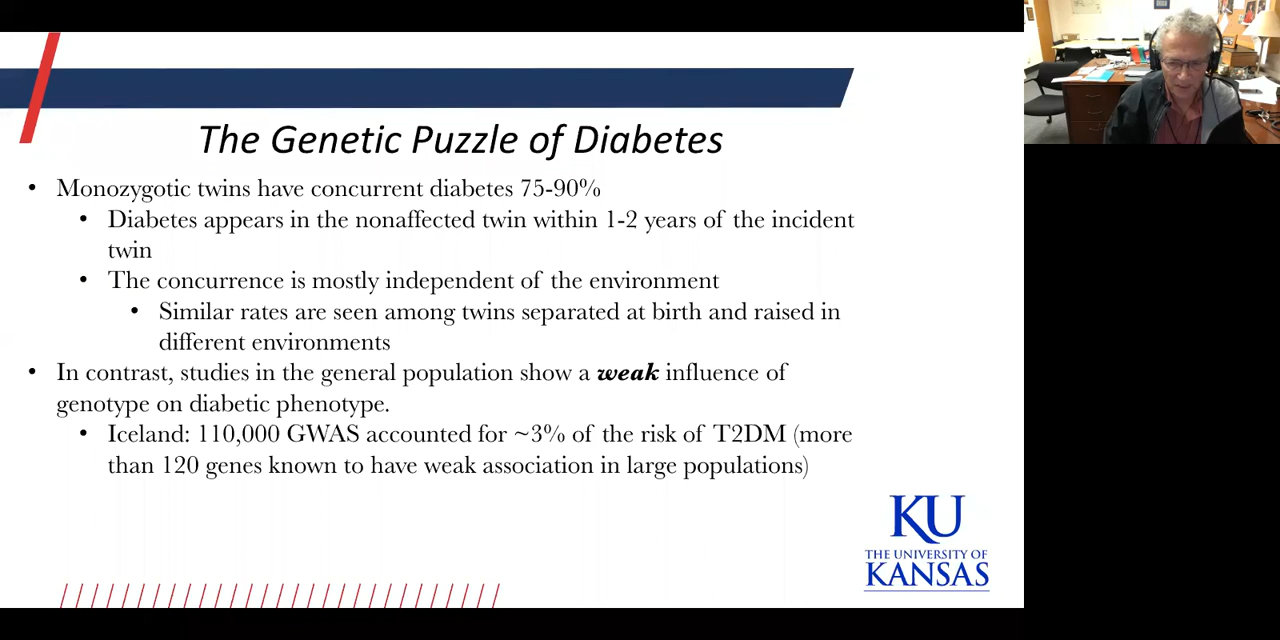 The Genetic Puzzle of Diabetes
• Monozygotic twins have concurrent diabetes 75-90%
• Diabetes appears in the nonaffected twin within 1-2 years of the incident
twin
• The concurrence is mostly independent of the environment
• Similar rates are seen among twins separated at birth and raised in
different environments
• In contrast, studies in the general population show a weak influence of
genotype on diabetic phenotype.
• Iceland: 110,000 GWAS accounted for ~3% of the risk of T2DM (more
than 120 genes known to have weak association in large populations)
KU
THE UNIVERSITY OF
KANSAS